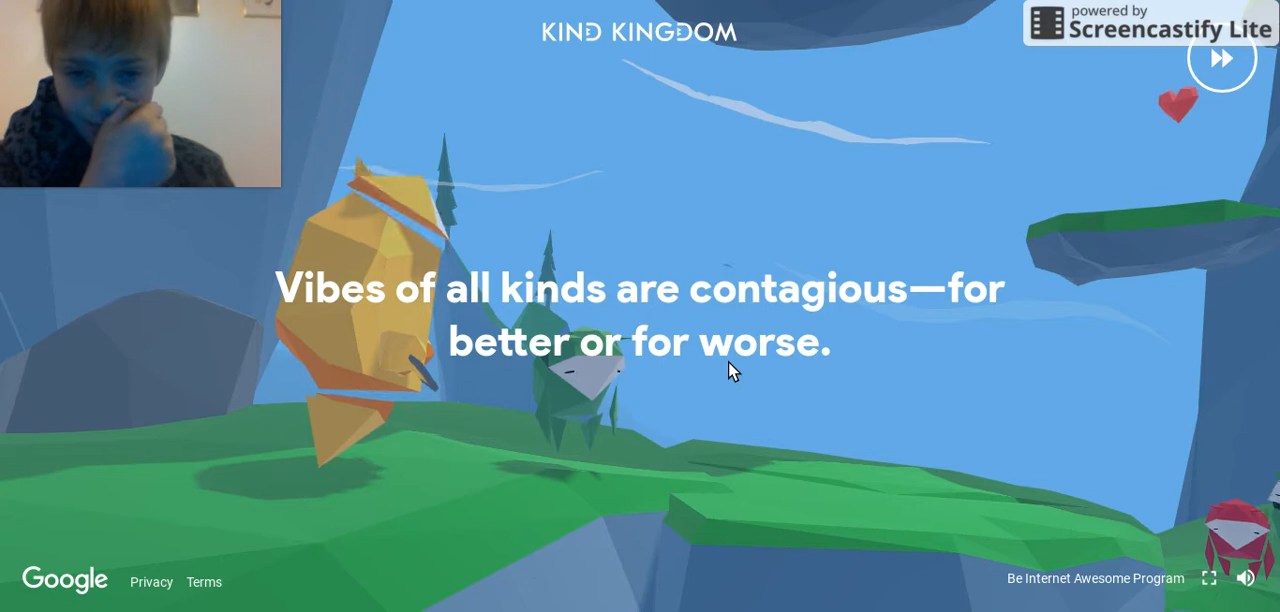 KIND KINGDOM
powered by
Screencastify Lite
Vibes of all kinds are contagious—for
better or for worse.
Google Privacy Terms
Be Internet Awesome Program